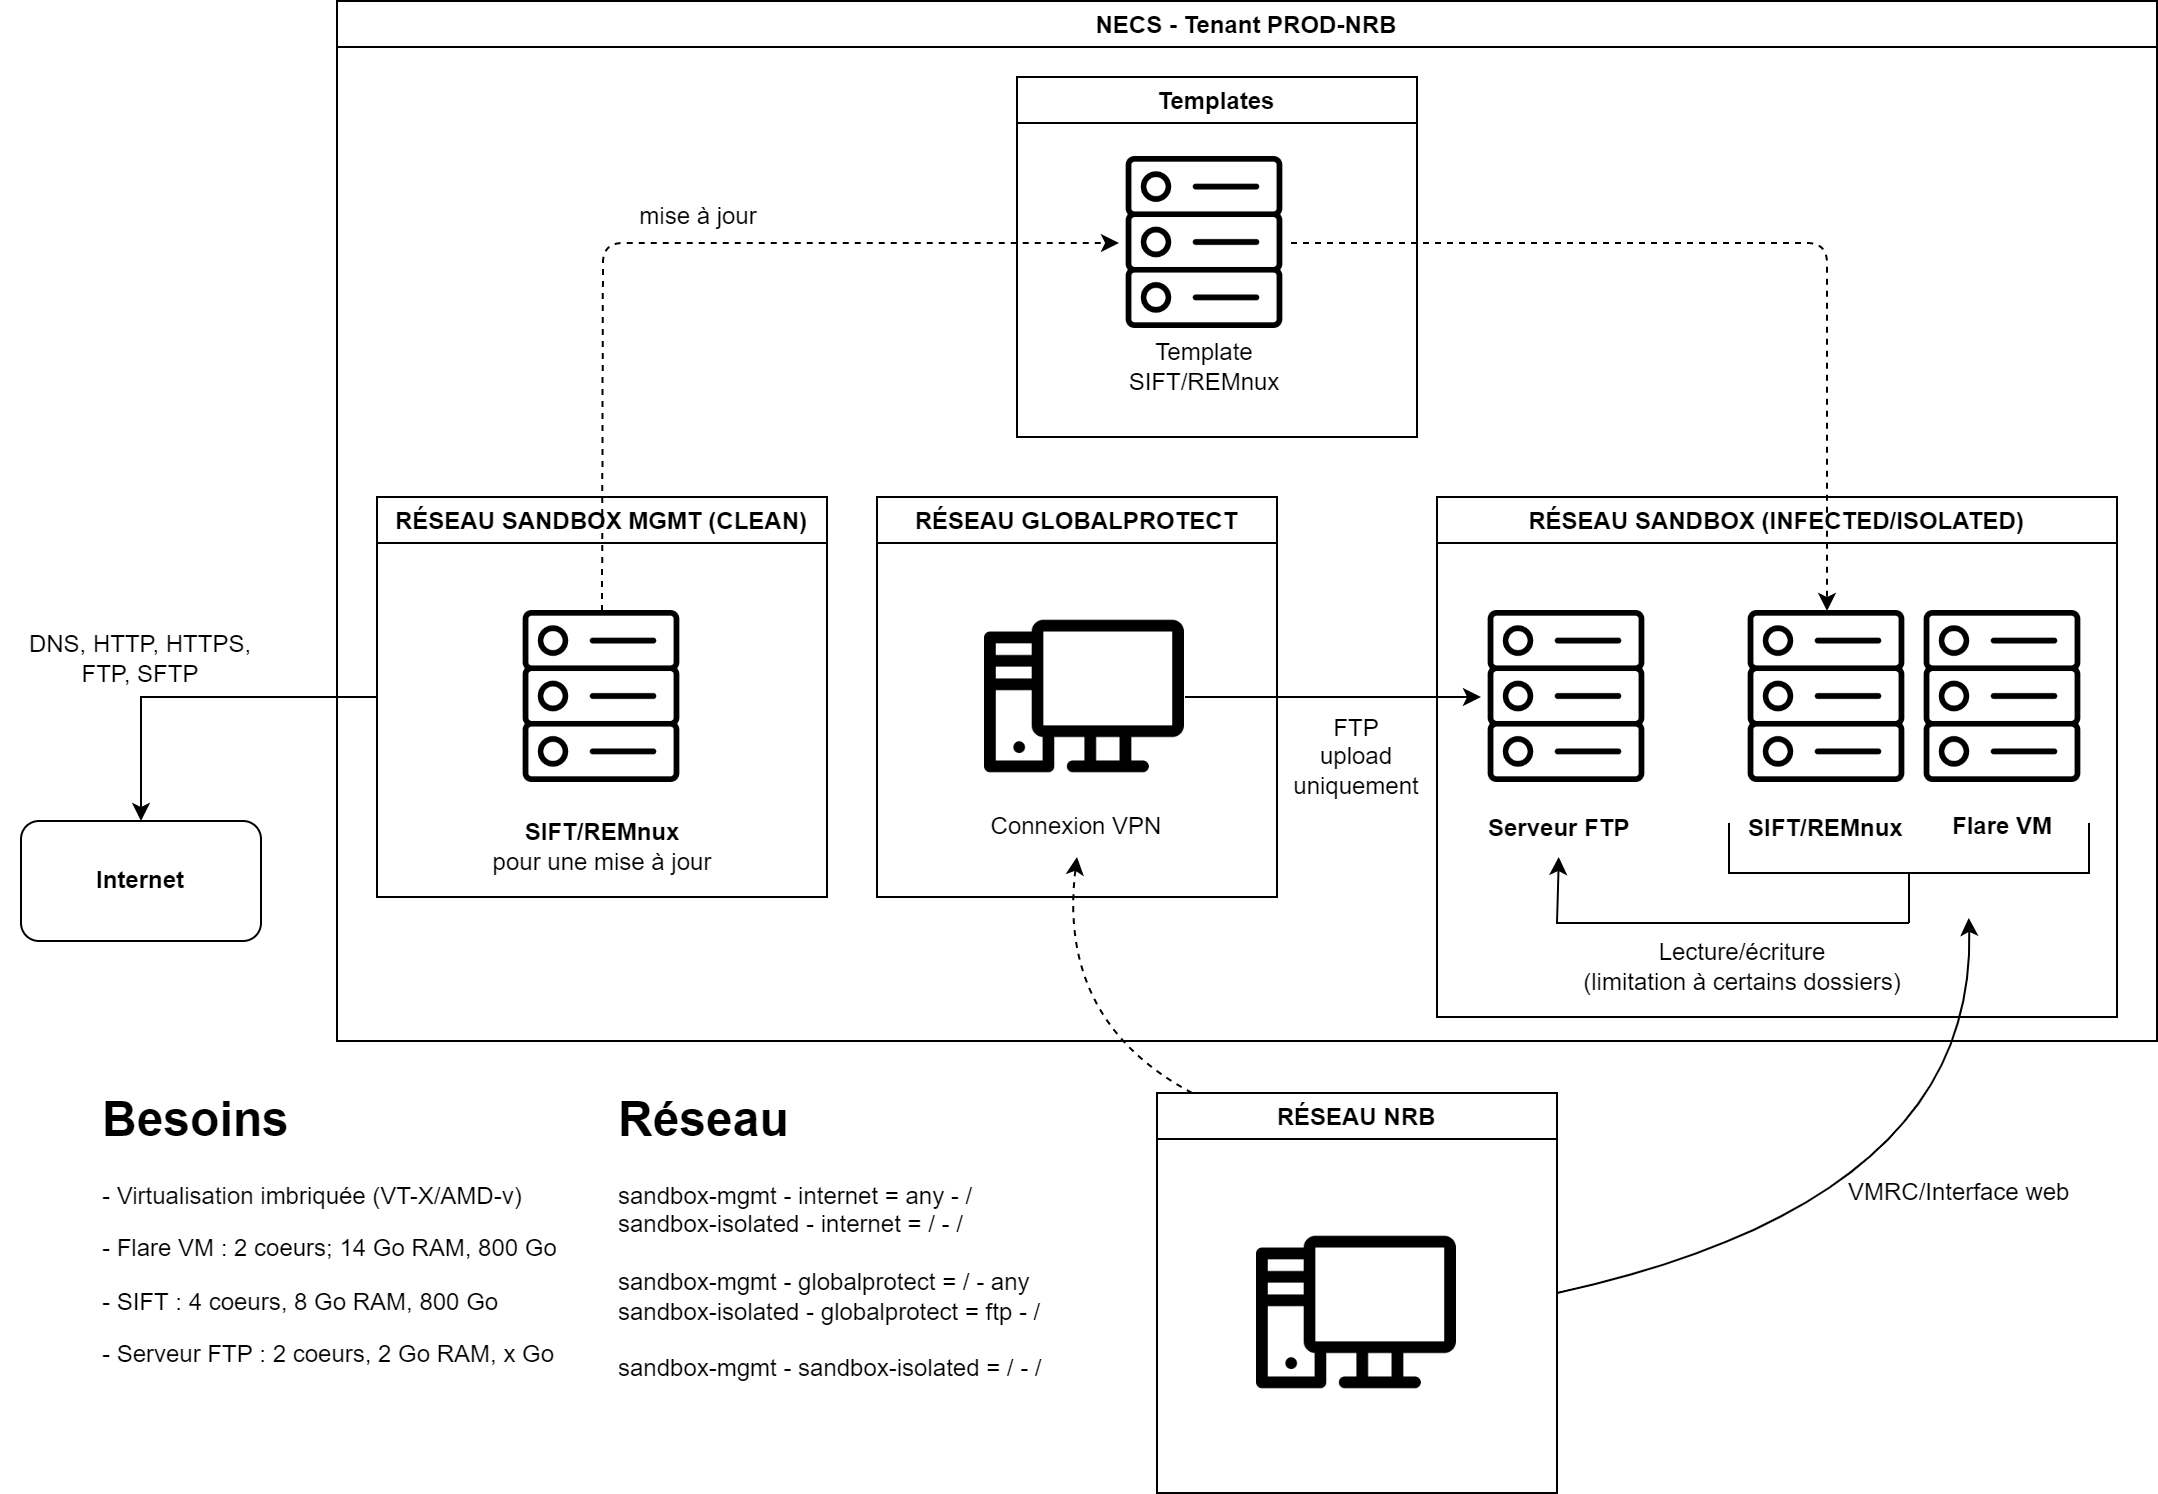 NECS - Tenant PROD-NRB
Templates
mise à jour
Template
SIFT/REMnux
RÉSEAU SANDBOX MGMT (CLEAN)
RÉSEAU GLOBALPROTECT
RÉSEAU SANDBOX (INFECTED/ISOLATED)
DNS, HTTP, HTTPS,
FTP, SFTP
FTP
upload
uniquement
SIFT/REMnux
pour une mise à jour
Connexion VPN
Serveur FTP
SIFT/REMnux
Flare VM
Internet
Lecture/écriture
(limitation à certains dossiers)
Besoins
- Virtualisation imbriquée (VT-X/AMD-v)
- Flare VM : 2 coeurs; 14 Go RAM, 800 Go
- SIFT : 4 coeurs, 8 Go RAM, 800 Go
- Serveur FTP : 2 coeurs, 2 Go RAM, x Go
Réseau
sandbox-mgmt - internet = any - /
sandbox-isolated - internet = / - /
sandbox-mgmt - globalprotect = / - any
sandbox-isolated - globalprotect = ftp - /
sandbox-mgmt - sandbox-isolated = / - /
RÉSEAU NRB
VMRC/Interface web